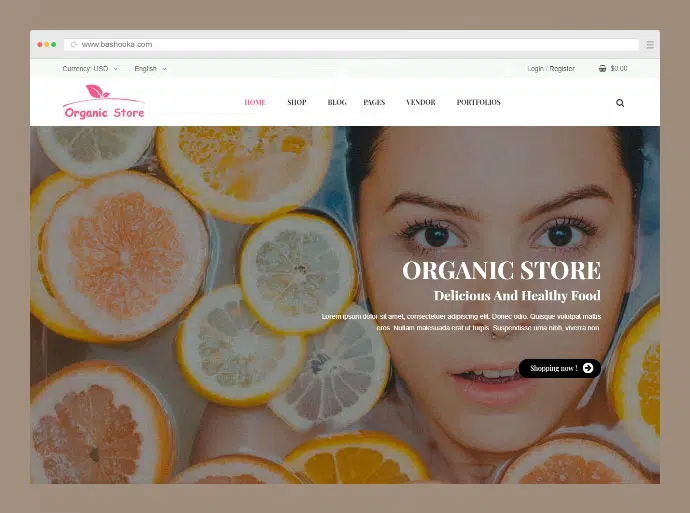 www.bashooka.com
Currency: USD English Login / Register $0.00
Organic Store
HOME SHOP BLOG PAGES VENDOR PORTFOLIOS
ORGANIC STORE
Delicious And Healthy Food
Lorem ipsum dolor sit amet, consectetuer adipiscing elit. Donec odio. Quisque volutpat mattis
eros. Nullam malesuada erat ut turpis. Suspendisse urna nibh, viverra non.
Shopping now !